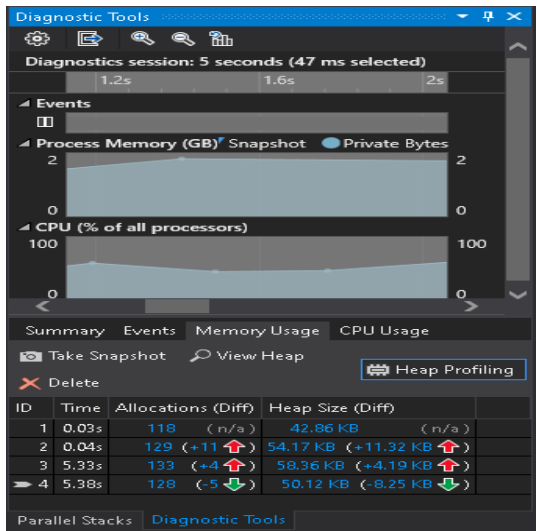 Diagnostic Tools
Diagnostics session: 5 seconds (47 ms selected)
1.2s 1.6s 2s
Events
Process Memory (GB) Snapshot Private Bytes
2 2
0 0
CPU (% of all processors)
100 100
0 0
Summary Events Memory Usage CPU Usage
Take Snapshot View Heap Heap Profiling
Delete
ID Time Allocations (Diff) Heap Size (Diff)
1 0.03s 118 (n/a) 42.86 KB (n/a)
2 0.04s 129 (+11) 54.17 KB (+11.32 KB)
3 5.33s 133 (+4) 58.36 KB (+4.19 KB)
4 5.38s 128 (-5) 50.12 KB (-8.25 KB)
Parallel Stacks Diagnostic Tools